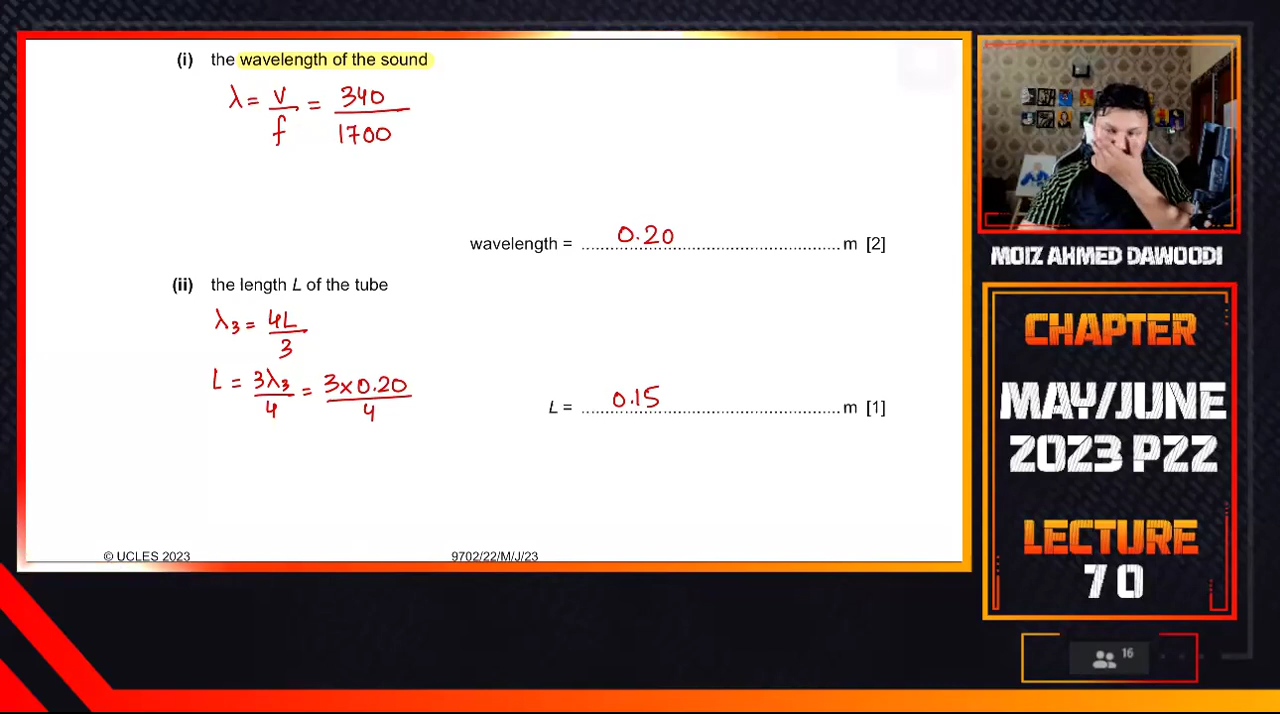 (i) the wavelength of the sound
λ = v/f = 340/1700
wavelength = 0.20 m [2]
(ii) the length L of the tube
λ₃ = 4L/3
L = 3λ₃/4 = 3×0.20/4
L = 0.15 m [1]
© UCLES 2023 9702/22/M/J/23
MOIZ AHMED DAWOODI
CHAPTER
MAY/JUNE
2023 P22
LECTURE
70
16